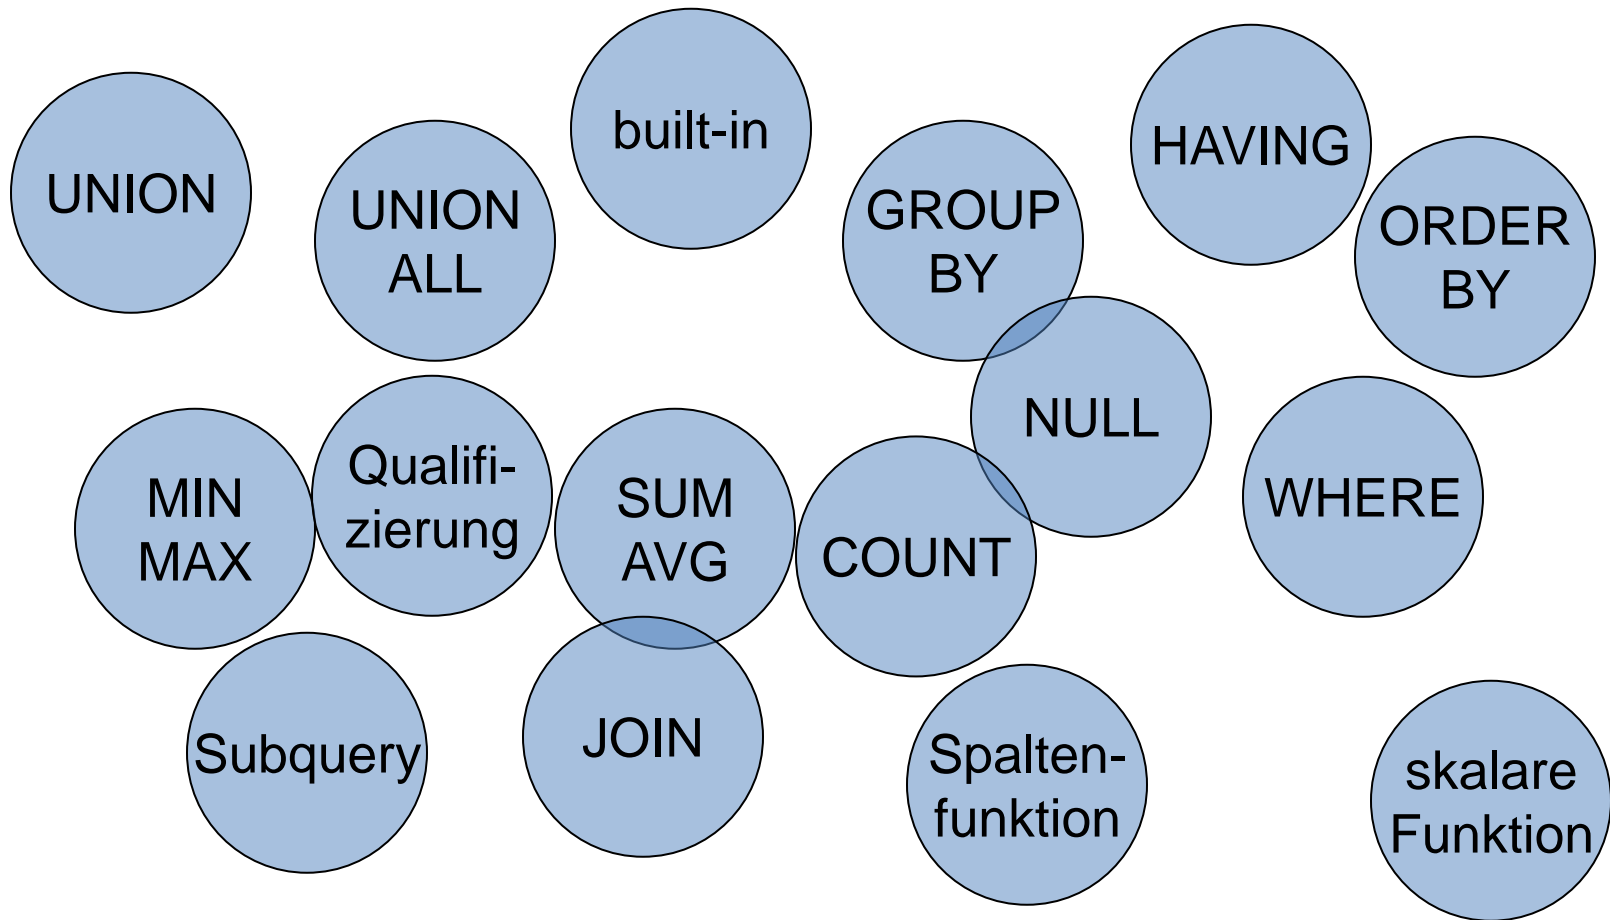 UNION
UNION
ALL
built-in
GROUP
BY
HAVING
ORDER
BY
MIN
MAX
Qualifi-
zierung
SUM
AVG
COUNT
NULL
WHERE
Subquery
JOIN
Spalten-
funktion
skalare
Funktion